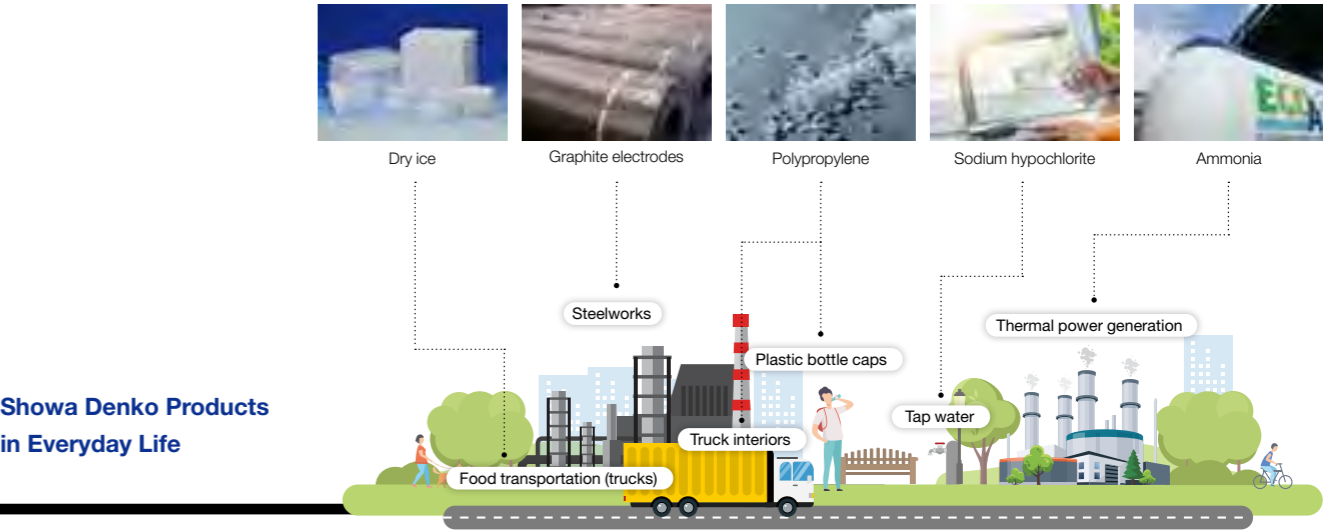 Dry ice
Graphite electrodes
Polypropylene
Sodium hypochlorite
Ammonia
Steelworks
Thermal power generation
Plastic bottle caps
Showa Denko Products
in Everyday Life
Tap water
Truck interiors
Food transportation (trucks)